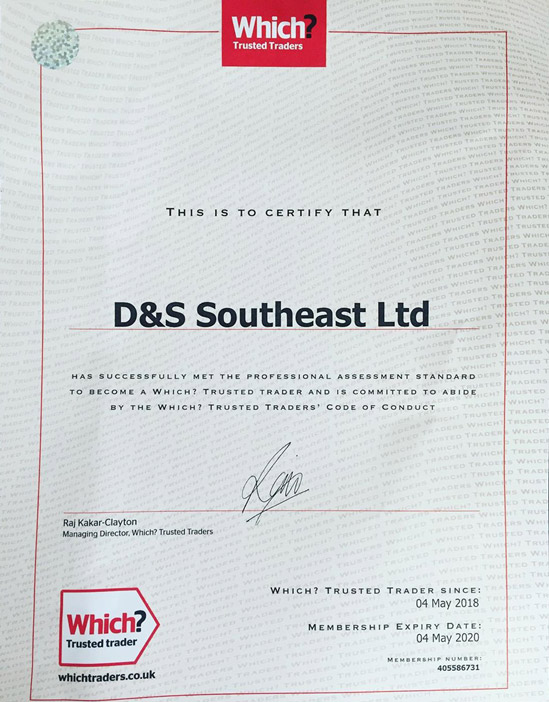 Which?
Trusted Traders
THIS IS TO CERTIFY THAT
D&S Southeast Ltd
HAS SUCCESSFULLY MET THE PROFESSIONAL ASSESSMENT STANDARD
TO BECOME A WHICH? TRUSTED TRADER AND IS COMMITTED TO ABIDE
BY THE WHICH? TRUSTED TRADERS' CODE OF CONDUCT
Raj Kakar-Clayton
Managing Director, Which? Trusted Traders
WHICH? TRUSTED TRADER SINCE:
04 May 2018
MEMBERSHIP EXPIRY DATE:
04 May 2020
MEMBERSHIP NUMBER:
405586731
Which?
Trusted trader
whichtraders.co.uk